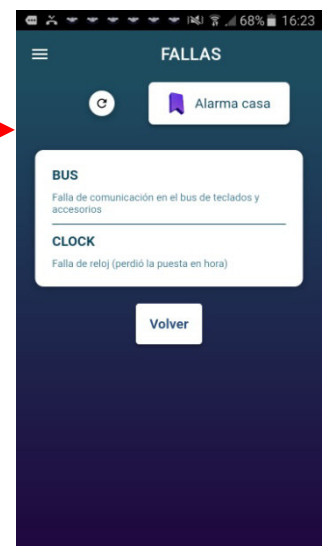 68% 16:23
FALLAS
Alarma casa
BUS
Falla de comunicación en el bus de teclados y
accesorios
CLOCK
Falla de reloj (perdió la puesta en hora)
Volver